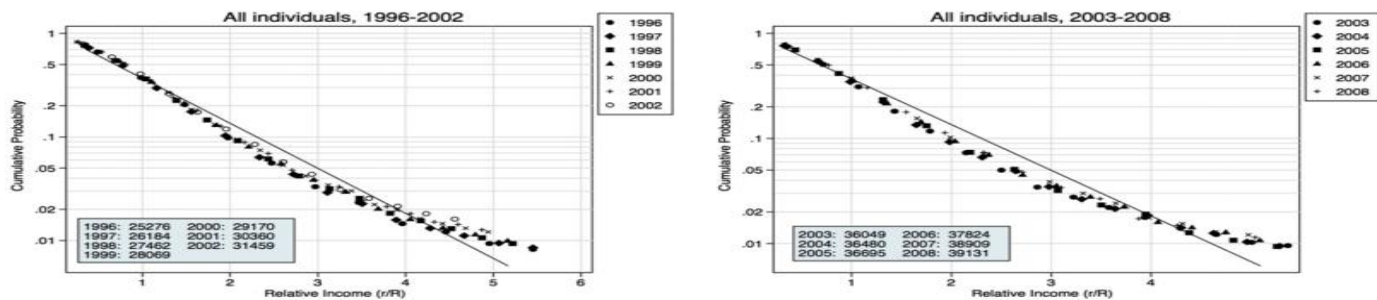 All individuals, 1996-2002
1996
1997
1998
1999
2000
2001
2002
Cumulative Probability
1
.5
.2
.1
.05
.02
.01
1996: 25276 2000: 29170
1997: 26184 2001: 30360
1998: 27462 2002: 31459
1999: 28069
1 2 3 4 5 6
Relative Income (r/R)
All individuals, 2003-2008
2003
2004
2005
2006
2007
2008
Cumulative Probability
1
.5
.2
.1
.05
.02
.01
2003: 36049 2006: 37824
2004: 36480 2007: 38909
2005: 36695 2008: 39131
1 2 3 4
Relative Income (r/R)